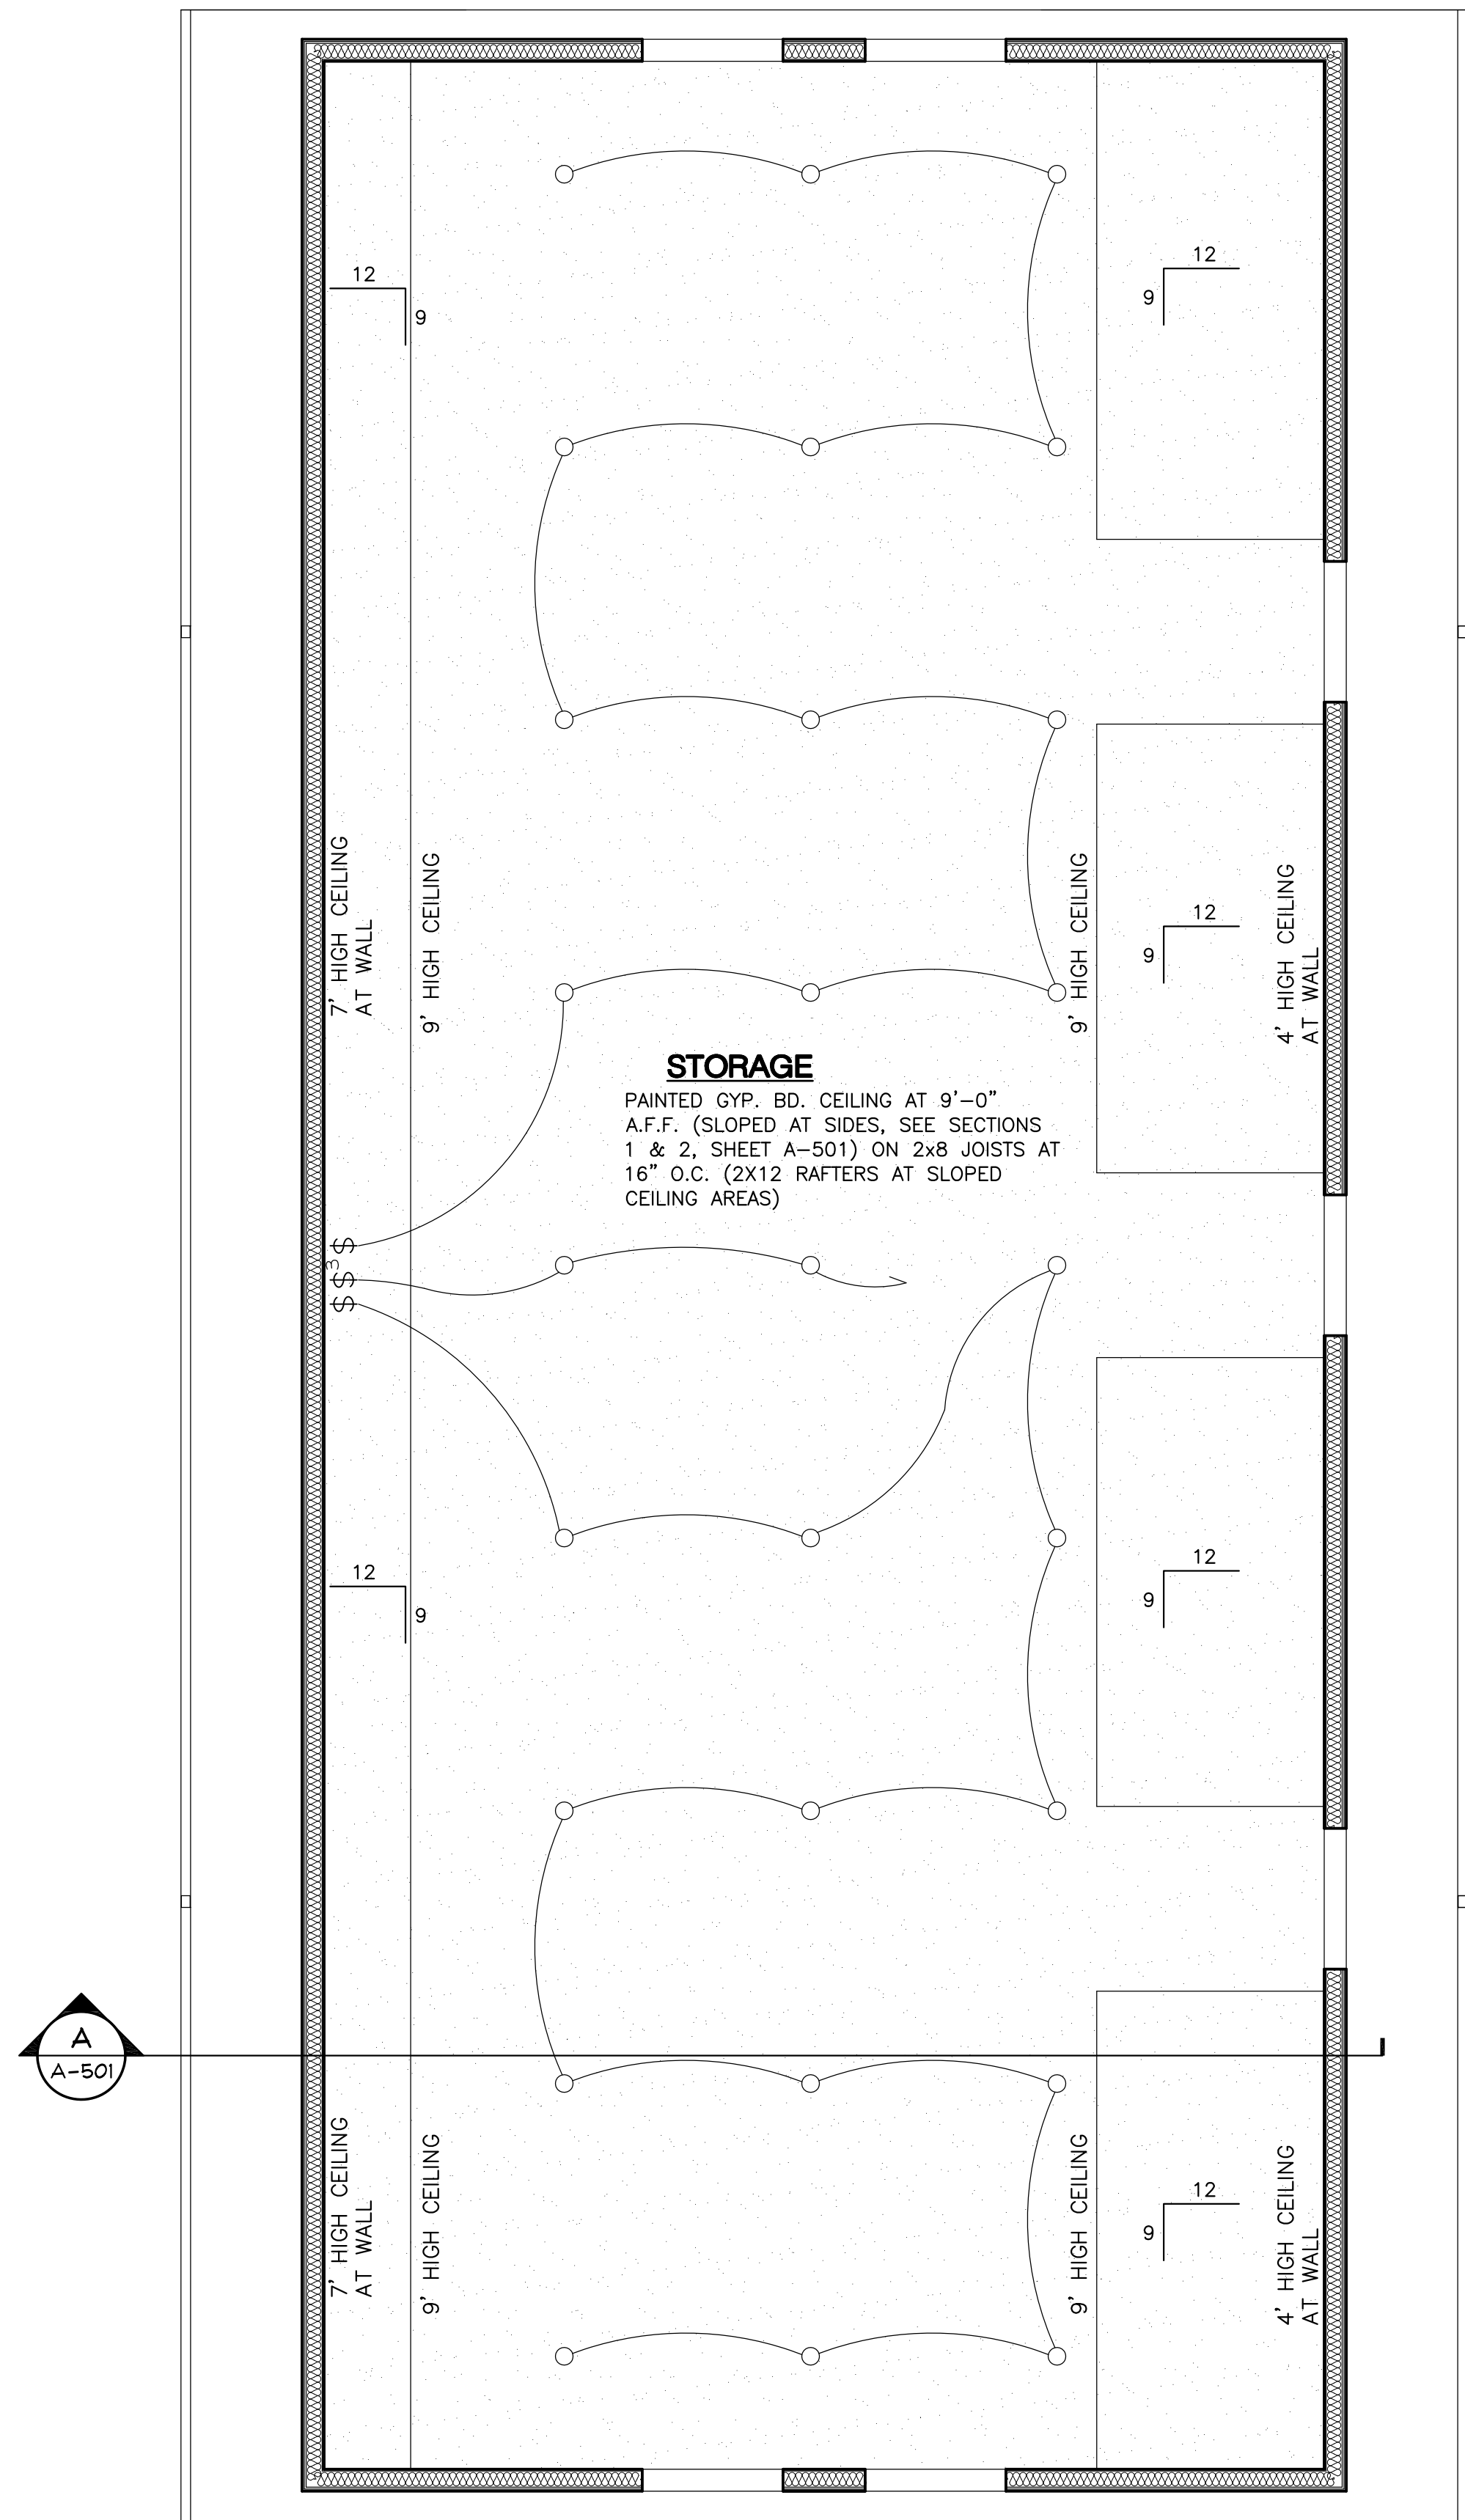 12
9
12
9
7' HIGH CEILING
AT WALL
9' HIGH CEILING
9' HIGH CEILING
12
9
4' HIGH CEILING
AT WALL
STORAGE
PAINTED GYP. BD. CEILING AT 9'-0"
A.F.F. (SLOPED AT SIDES, SEE SECTIONS
1 & 2, SHEET A-501) ON 2x8 JOISTS AT
16" O.C. (2X12 RAFTERS AT SLOPED
CEILING AREAS)
$
3
$
$
12
9
12
9
A
A-501
7' HIGH CEILING
AT WALL
9' HIGH CEILING
9' HIGH CEILING
12
9
4' HIGH CEILING
AT WALL